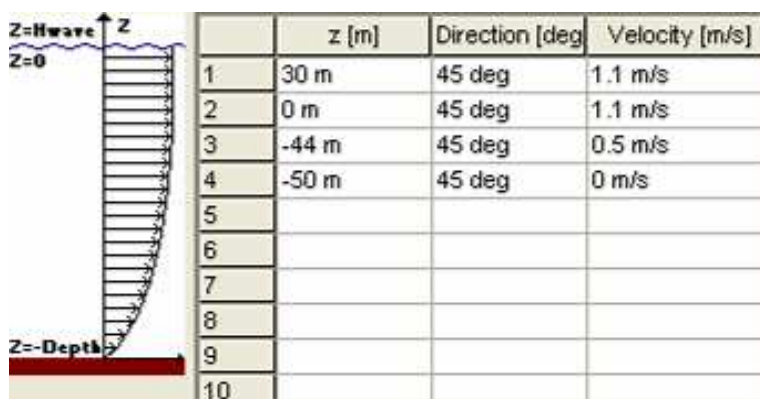 Z=Hwave Z
Z=0
Z=-Depth
z [m] Direction [deg Velocity [m/s]
1 30 m 45 deg 1.1 m/s
2 0 m 45 deg 1.1 m/s
3 -44 m 45 deg 0.5 m/s
4 -50 m 45 deg 0 m/s
5
6
7
8
9
10